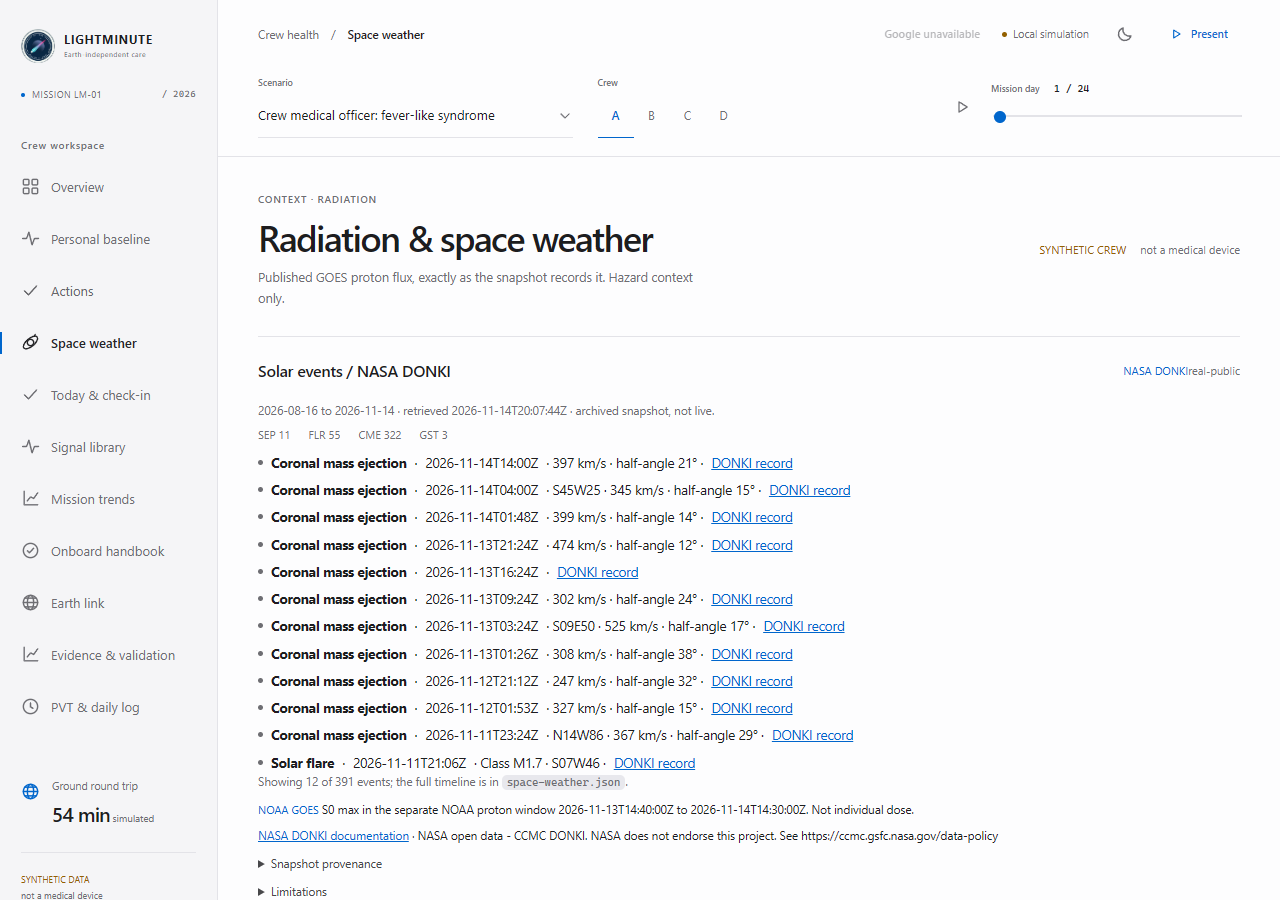 LIGHTMINUTE
Earth-independent care
MISSION LM-01 / 2026
Crew workspace
Overview
Personal baseline
Actions
Space weather
Today & check-in
Signal library
Mission trends
Onboard handbook
Earth link
Evidence & validation
PVT & daily log
Ground round trip
54 min simulated
SYNTHETIC DATA
not a medical device
Crew health / Space weather
Google unavailable
Local simulation
Present
Scenario
Crew medical officer: fever-like syndrome
Crew
A B C D
Mission day 1 / 24
CONTEXT · RADIATION
Radiation & space weather
Published GOES proton flux, exactly as the snapshot records it. Hazard context
only.
SYNTHETIC CREW not a medical device
Solar events / NASA DONKI
NASA DONKIreal-public
2026-08-16 to 2026-11-14 · retrieved 2026-11-14T20:07:44Z · archived snapshot, not live.
SEP 11 FLR 55 CME 322 GST 3
Coronal mass ejection · 2026-11-14T14:00Z · 397 km/s · half-angle 21° · DONKI record
Coronal mass ejection · 2026-11-14T04:00Z · S45W25 · 345 km/s · half-angle 15° · DONKI record
Coronal mass ejection · 2026-11-14T01:48Z · 399 km/s · half-angle 14° · DONKI record
Coronal mass ejection · 2026-11-13T21:24Z · 474 km/s · half-angle 12° · DONKI record
Coronal mass ejection · 2026-11-13T16:24Z · DONKI record
Coronal mass ejection · 2026-11-13T09:24Z · 302 km/s · half-angle 24° · DONKI record
Coronal mass ejection · 2026-11-13T03:24Z · S09E50 · 525 km/s · half-angle 17° · DONKI record
Coronal mass ejection · 2026-11-13T01:26Z · 308 km/s · half-angle 38° · DONKI record
Coronal mass ejection · 2026-11-12T21:12Z · 247 km/s · half-angle 32° · DONKI record
Coronal mass ejection · 2026-11-12T01:53Z · 327 km/s · half-angle 15° · DONKI record
Coronal mass ejection · 2026-11-11T23:24Z · N14W86 · 367 km/s · half-angle 29° · DONKI record
Solar flare · 2026-11-11T21:06Z · Class M1.7 · S07W46 · DONKI record
Showing 12 of 391 events; the full timeline is in space-weather.json.
NOAA GOES S0 max in the separate NOAA proton window 2026-11-13T14:40:00Z to 2026-11-14T14:30:00Z. Not individual dose.
NASA DONKI documentation · NASA open data - CCMC DONKI. NASA does not endorse this project. See https://ccmc.gsfc.nasa.gov/data-policy
Snapshot provenance
Limitations